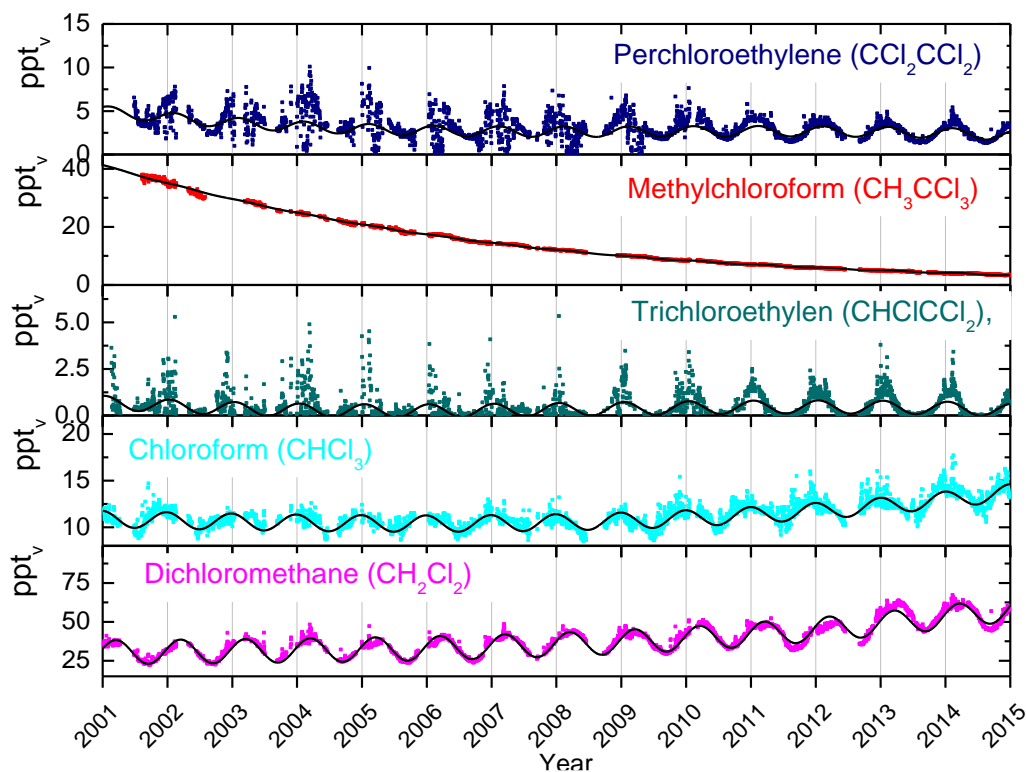 ppt_v
15
10
5
0
Perchloroethylene (CCl₂CCl₂)
ppt_v
40
20
0
Methylchloroform (CH₃CCl₃)
ppt_v
5.0
2.5
0.0
Trichloroethylen (CHClCCl₂),
ppt_v
20
15
10
Chloroform (CHCl₃)
ppt_v
75
50
25
Dichloromethane (CH₂Cl₂)
2001 2002 2003 2004 2005 2006 2007 2008 2009 2010 2011 2012 2013 2014 2015
Year